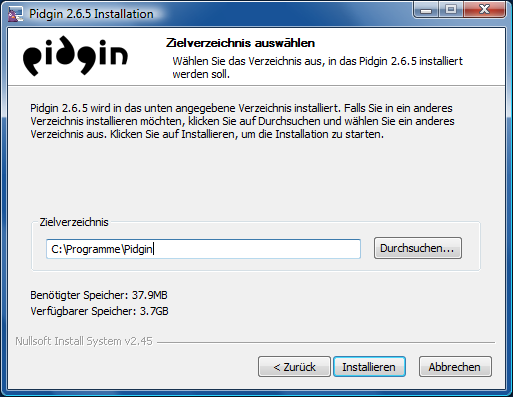 Pidgin 2.6.5 Installation
pidgin
Zielverzeichnis auswählen
Wählen Sie das Verzeichnis aus, in das Pidgin 2.6.5 installiert
werden soll.
Pidgin 2.6.5 wird in das unten angegebene Verzeichnis installiert. Falls Sie in ein anderes
Verzeichnis installieren möchten, klicken Sie auf Durchsuchen und wählen Sie ein anderes
Verzeichnis aus. Klicken Sie auf Installieren, um die Installation zu starten.
Zielverzeichnis
C:\Programme\Pidgin
Durchsuchen...
Benötigter Speicher: 37.9MB
Verfügbarer Speicher: 3.7GB
Nullsoft Install System v2.45
< Zurück
Installieren
Abbrechen